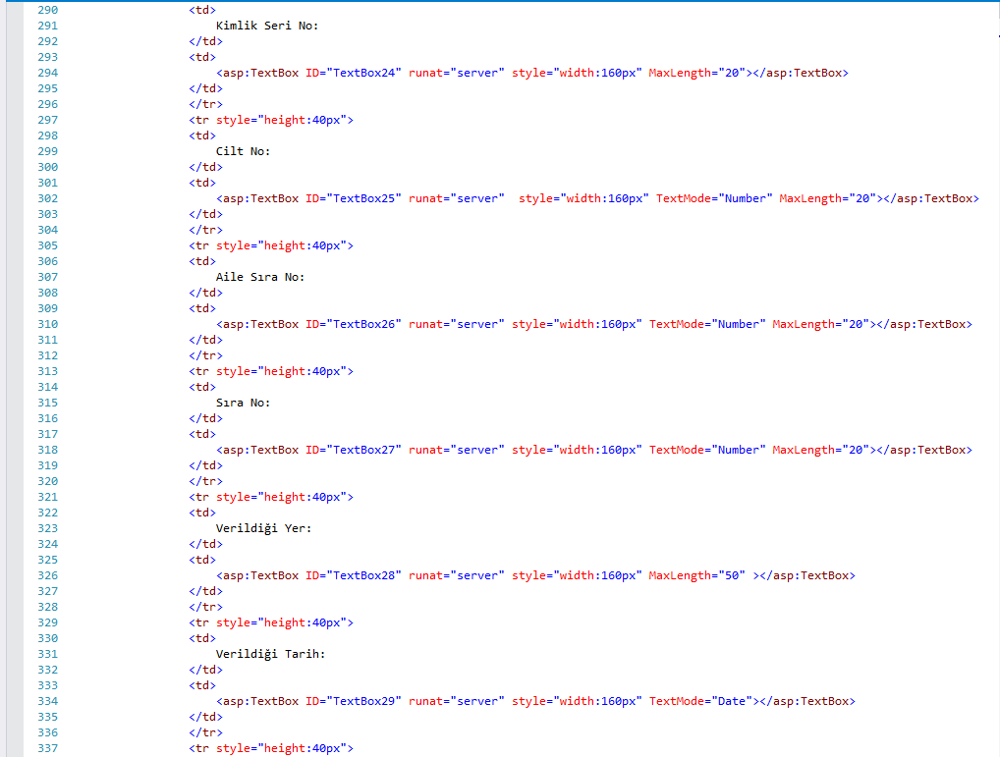 290 <td>
291 Kimlik Seri No:
292 </td>
293 <td>
294 <asp:TextBox ID="TextBox24" runat="server" style="width:160px" MaxLength="20"></asp:TextBox>
295 </td>
296 </tr>
297 <tr style="height:40px">
298 <td>
299 Cilt No:
300 </td>
301 <td>
302 <asp:TextBox ID="TextBox25" runat="server"  style="width:160px" TextMode="Number" MaxLength="20"></asp:TextBox>
303 </td>
304 </tr>
305 <tr style="height:40px">
306 <td>
307 Aile Sıra No:
308 </td>
309 <td>
310 <asp:TextBox ID="TextBox26" runat="server" style="width:160px" TextMode="Number" MaxLength="20"></asp:TextBox>
311 </td>
312 </tr>
313 <tr style="height:40px">
314 <td>
315 Sıra No:
316 </td>
317 <td>
318 <asp:TextBox ID="TextBox27" runat="server" style="width:160px" TextMode="Number" MaxLength="20"></asp:TextBox>
319 </td>
320 </tr>
321 <tr style="height:40px">
322 <td>
323 Verildiği Yer:
324 </td>
325 <td>
326 <asp:TextBox ID="TextBox28" runat="server" style="width:160px" MaxLength="50" ></asp:TextBox>
327 </td>
328 </tr>
329 <tr style="height:40px">
330 <td>
331 Verildiği Tarih:
332 </td>
333 <td>
334 <asp:TextBox ID="TextBox29" runat="server" style="width:160px" TextMode="Date"></asp:TextBox>
335 </td>
336 </tr>
337 <tr style="height:40px">